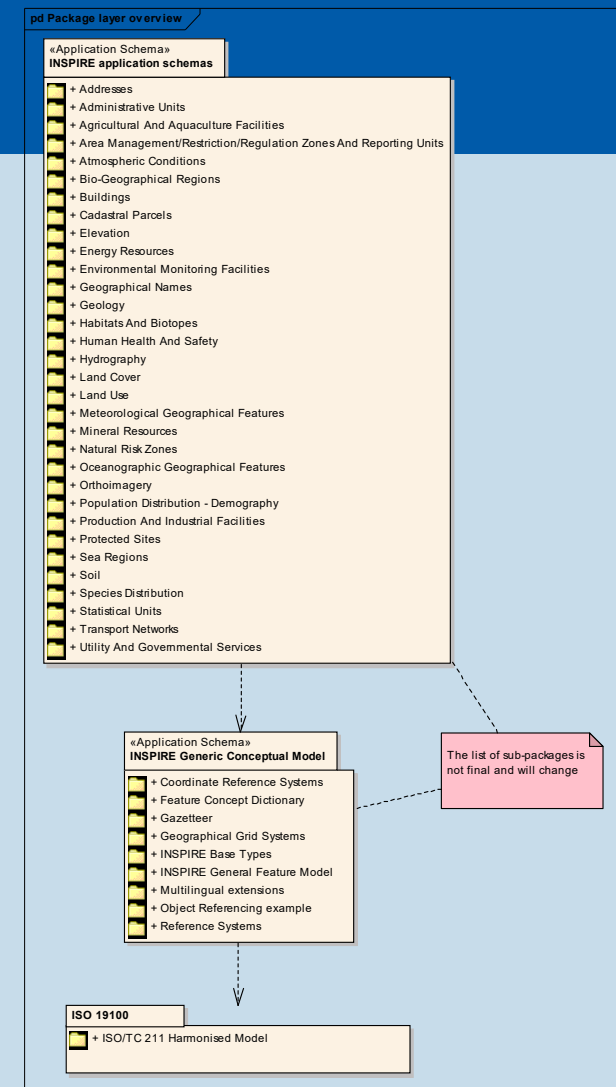 pd Package layer overview
«Application Schema»
INSPIRE application schemas
+ Addresses
+ Administrative Units
+ Agricultural And Aquaculture Facilities
+ Area Management/Restriction/Regulation Zones And Reporting Units
+ Atmospheric Conditions
+ Bio-Geographical Regions
+ Buildings
+ Cadastral Parcels
+ Elevation
+ Energy Resources
+ Environmental Monitoring Facilities
+ Geographical Names
+ Geology
+ Habitats And Biotopes
+ Human Health And Safety
+ Hydrography
+ Land Cover
+ Land Use
+ Meteorological Geographical Features
+ Mineral Resources
+ Natural Risk Zones
+ Oceanographic Geographical Features
+ Orthoimagery
+ Population Distribution - Demography
+ Production And Industrial Facilities
+ Protected Sites
+ Sea Regions
+ Soil
+ Species Distribution
+ Statistical Units
+ Transport Networks
+ Utility And Governmental Services
«Application Schema»
INSPIRE Generic Conceptual Model
+ Coordinate Reference Systems
+ Feature Concept Dictionary
+ Gazetteer
+ Geographical Grid Systems
+ INSPIRE Base Types
+ INSPIRE General Feature Model
+ Multilingual extensions
+ Object Referencing example
+ Reference Systems
The list of sub-packages is
not final and will change
ISO 19100
+ ISO/TC 211 Harmonised Model